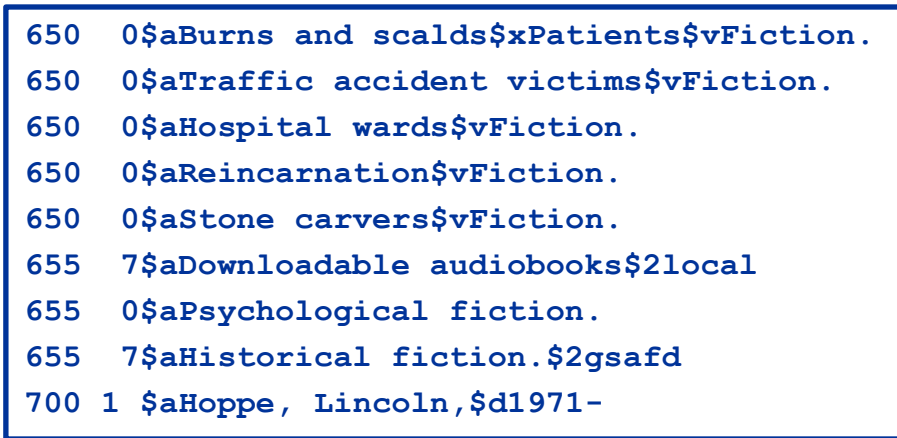 650  0$aBurns and scalds$xPatients$vFiction.
650  0$aTraffic accident victims$vFiction.
650  0$aHospital wards$vFiction.
650  0$aReincarnation$vFiction.
650  0$aStone carvers$vFiction.
655  7$aDownloadable audiobooks$2local
655  0$aPsychological fiction.
655  7$aHistorical fiction.$2gsafd
700 1 $aHoppe, Lincoln,$d1971-